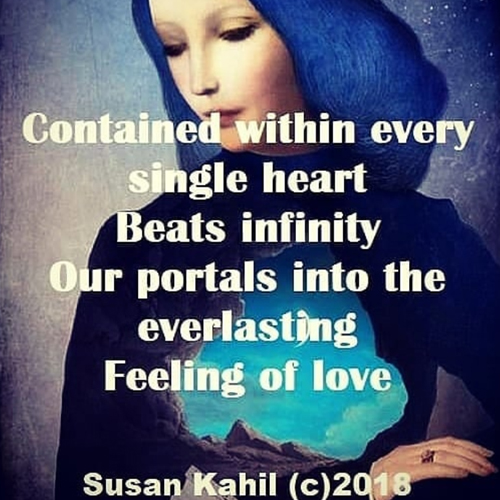 Contained within every
single heart
Beats infinity
Our portals into the
everlasting
Feeling of love
Susan Kahil (c)2018